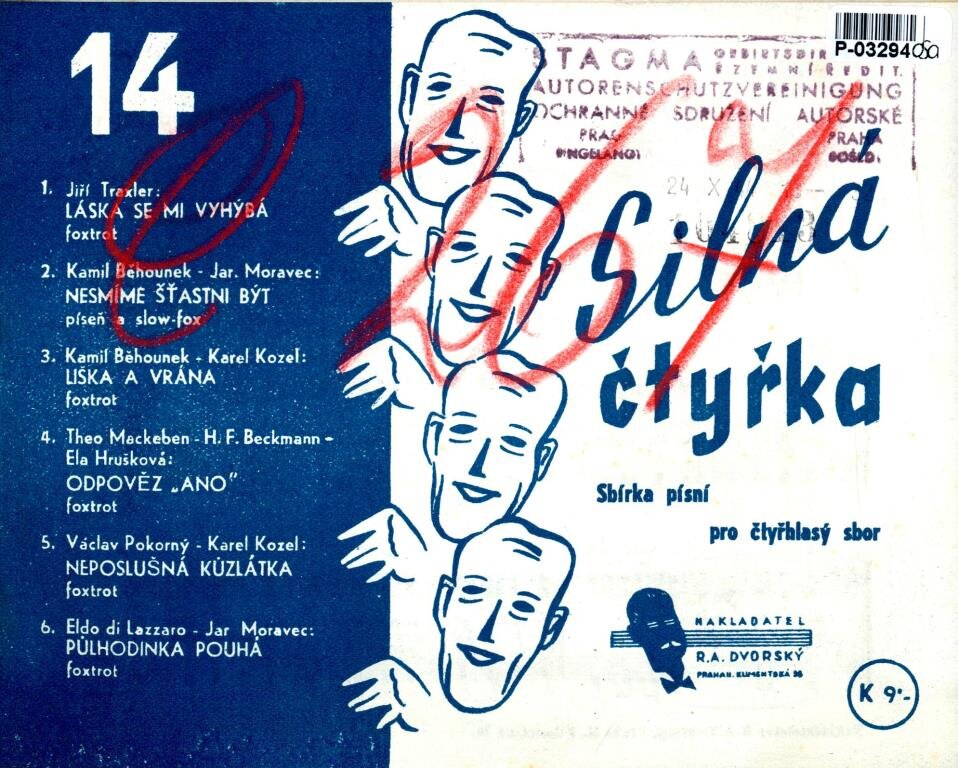 14
1. Jiří Traxler:
LÁSKA SE MI VYHÝBÁ
foxtrot
2. Kamil Běhounek - Jar. Moravec:
NESMÍME ŠŤASTNI BÝT
píseň a slow-fox
3. Kamil Běhounek - Karel Kozel:
LIŠKA A VRÁNA
foxtrot
4. Theo Mackeben - H. F. Beckmann -
Ela Hrušková:
ODPOVĚZ „ANO"
foxtrot
5. Václav Pokorný - Karel Kozel:
NEPOSLUŠNÁ KŮZLÁTKA
foxtrot
6. Eldo di Lazzaro - Jar Moravec:
PŮLHODINKA POUHÁ
foxtrot
P-03294
STAGMA
AUTORENSCHUTZVEREINIGUNG
OCHRANNÉ SDRUŽENÍ AUTORSKÉ
PRAG PRAHA
24 X
Silná
čtyřka
Sbírka písní
pro čtyřhlasý sbor
NAKLADATEL
R.A. DVORSKÝ
PRAHA II. KLIMENTSKÁ 36
K 9·-